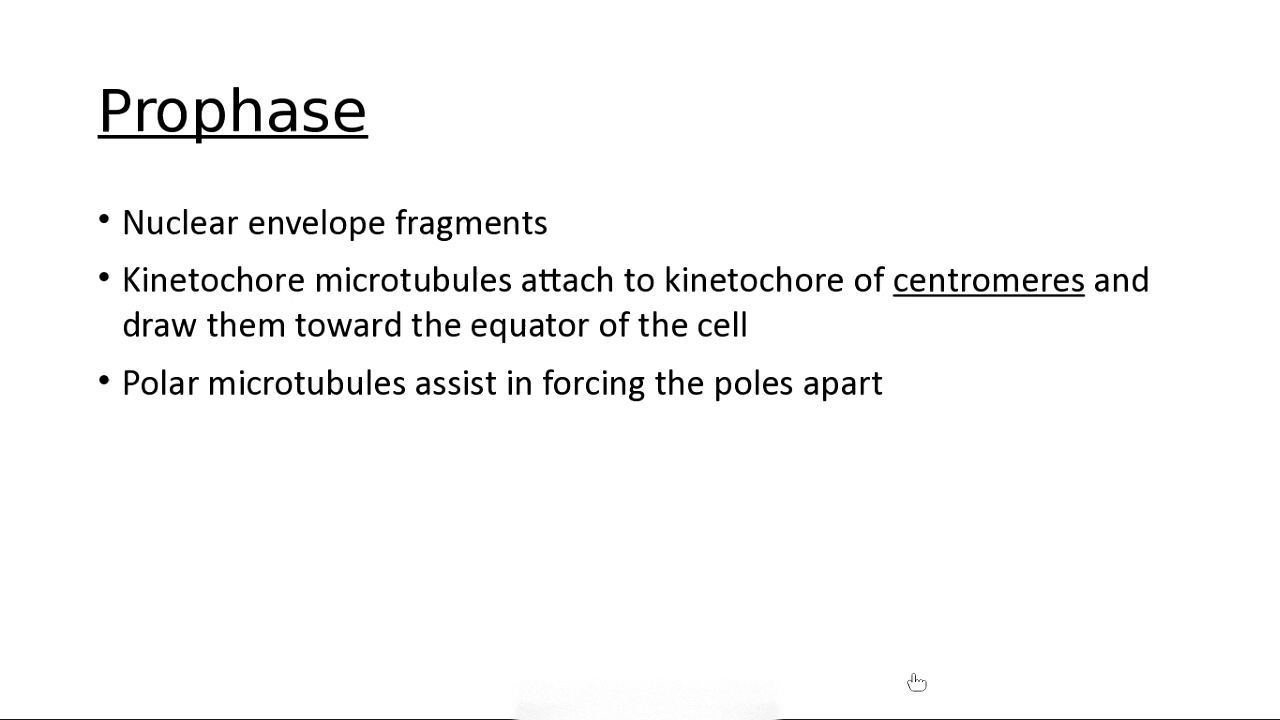 Prophase
• Nuclear envelope fragments
• Kinetochore microtubules attach to kinetochore of centromeres and
draw them toward the equator of the cell
• Polar microtubules assist in forcing the poles apart